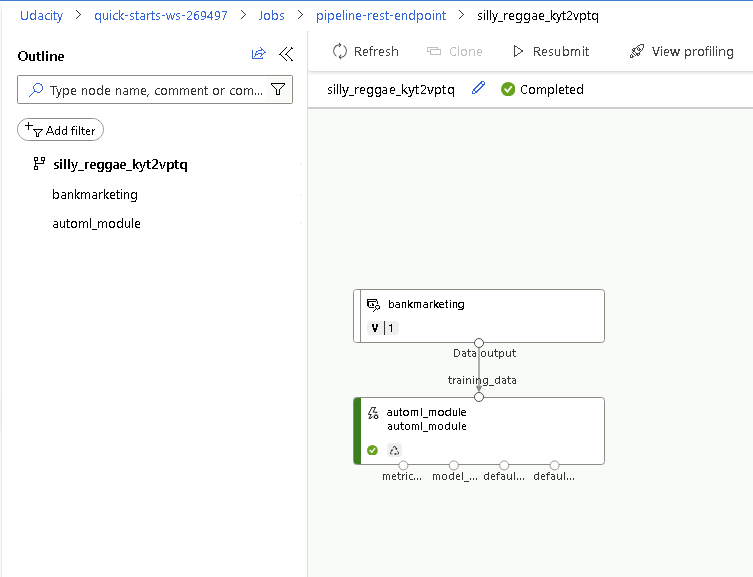 Udacity > quick-starts-ws-269497 > Jobs > pipeline-rest-endpoint > silly_reggae_kyt2vptq
Outline
Type node name, comment or com...
Add filter
silly_reggae_kyt2vptq
bankmarketing
automl_module
Refresh Clone Resubmit View profiling
silly_reggae_kyt2vptq Completed
bankmarketing
V 1
Data output
training_data
automl_module
automl_module
metric... model_... defaul... defaul...